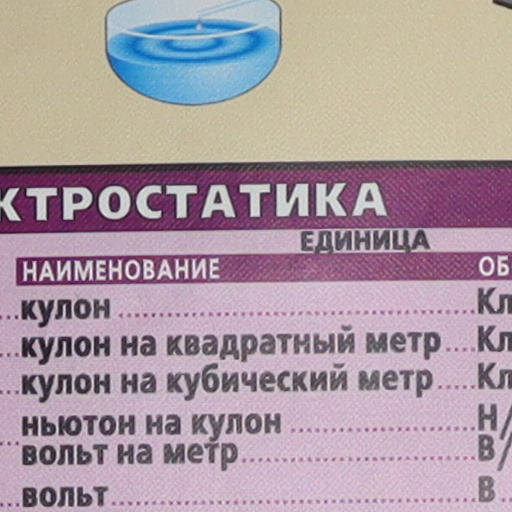 КТРОСТАТИКА
ЕДИНИЦА
НАИМЕНОВАНИЕ ОБ
кулон Кл
кулон на квадратный метр Кл
кулон на кубический метр Кл
ньютон на кулон Н/
вольт на метр В/
вольт В